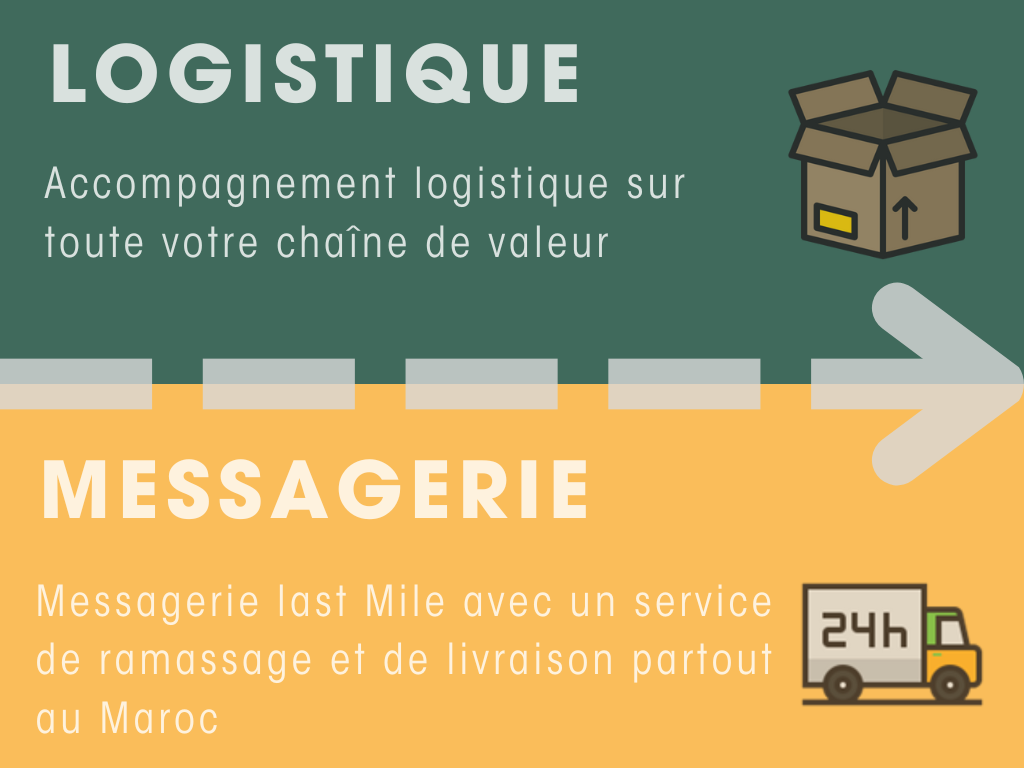 LOGISTIQUE
Accompagnement logistique sur
toute votre chaîne de valeur
MESSAGERIE
Messagerie last Mile avec un service
de ramassage et de livraison partout
au Maroc
24h